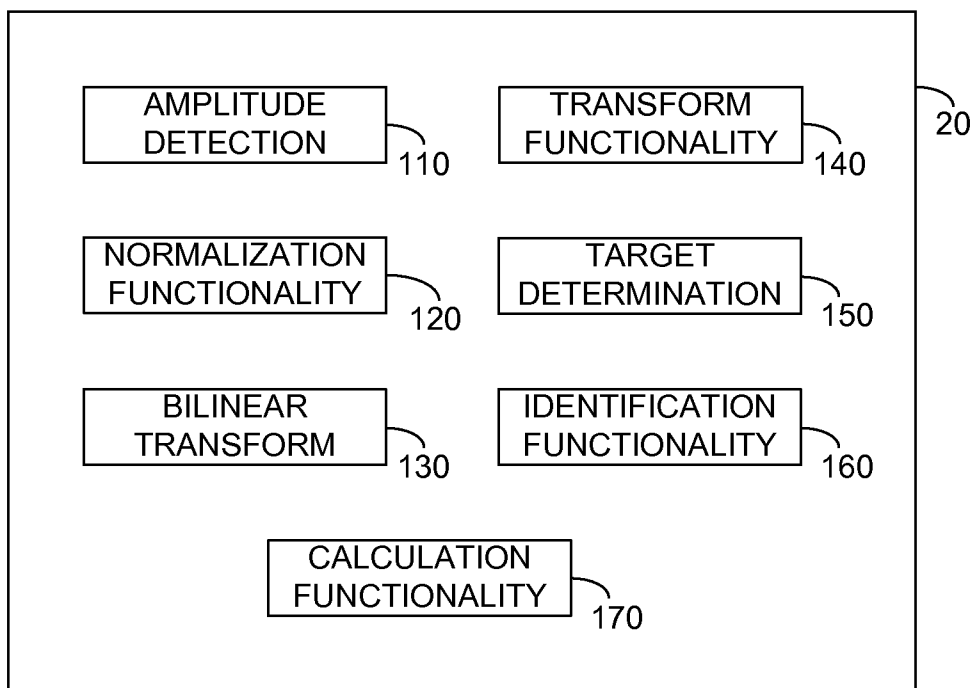 AMPLITUDE
DETECTION
110
TRANSFORM
FUNCTIONALITY
140
20
NORMALIZATION
FUNCTIONALITY
120
TARGET
DETERMINATION
150
BILINEAR
TRANSFORM
130
IDENTIFICATION
FUNCTIONALITY
160
CALCULATION
FUNCTIONALITY
170